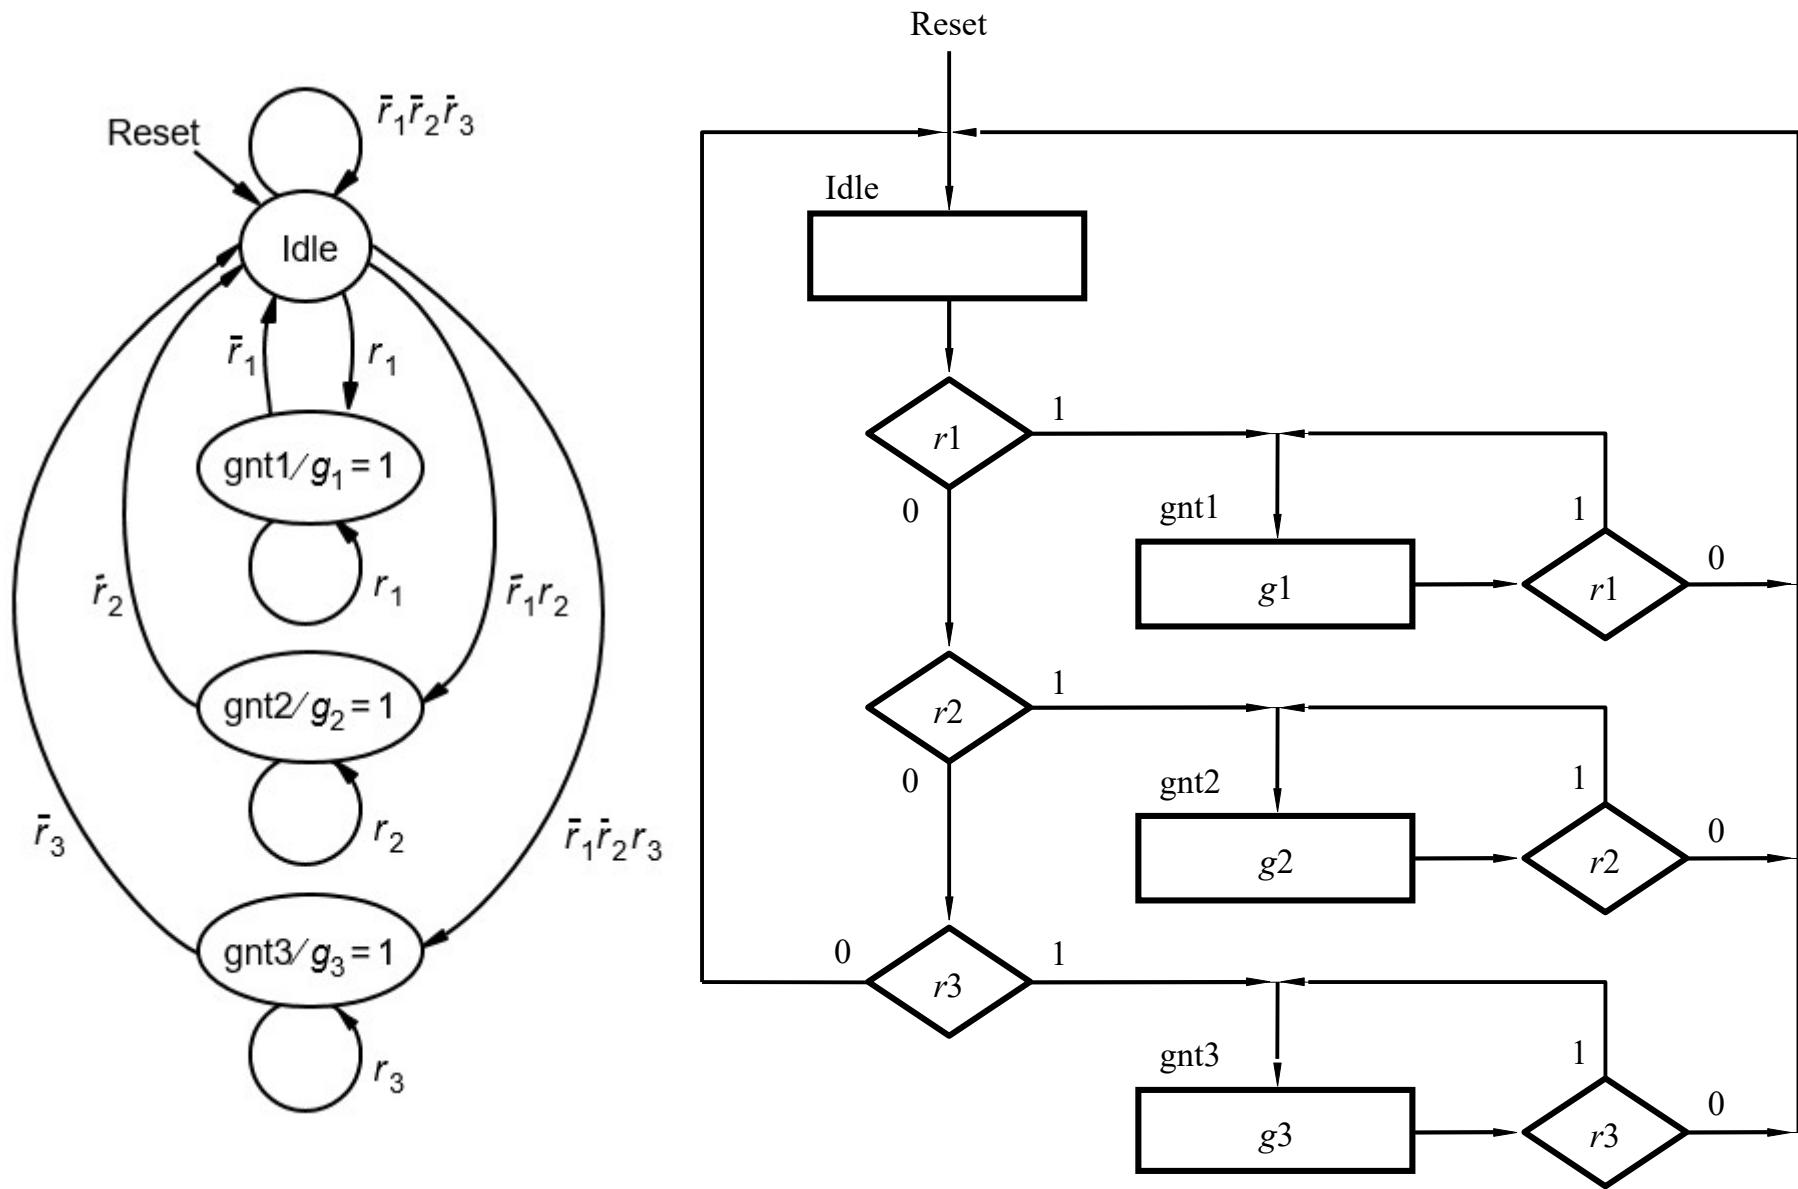 Reset
r̄₁r̄₂r̄₃
Idle
r̄₁
r₁
gnt1/g₁ = 1
r₁
r̄₂
r̄₁r₂
gnt2/g₂ = 1
r₂
r̄₃
r̄₁r̄₂r₃
gnt3/g₃ = 1
r₃
Reset
Idle
r1
1
0
gnt1
g1
1
r1
0
r2
1
0
gnt2
g2
1
r2
0
0
r3
1
gnt3
g3
1
r3
0